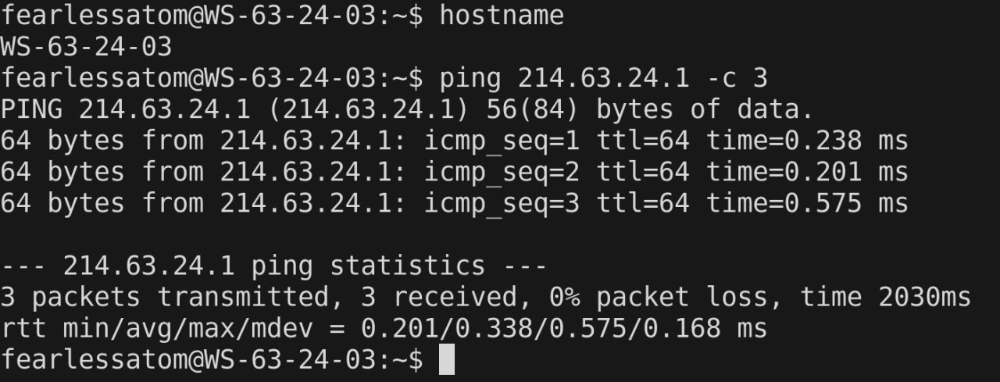 fearlessatom@WS-63-24-03:~$ hostname
WS-63-24-03
fearlessatom@WS-63-24-03:~$ ping 214.63.24.1 -c 3
PING 214.63.24.1 (214.63.24.1) 56(84) bytes of data.
64 bytes from 214.63.24.1: icmp_seq=1 ttl=64 time=0.238 ms
64 bytes from 214.63.24.1: icmp_seq=2 ttl=64 time=0.201 ms
64 bytes from 214.63.24.1: icmp_seq=3 ttl=64 time=0.575 ms
--- 214.63.24.1 ping statistics ---
3 packets transmitted, 3 received, 0% packet loss, time 2030ms
rtt min/avg/max/mdev = 0.201/0.338/0.575/0.168 ms
fearlessatom@WS-63-24-03:~$